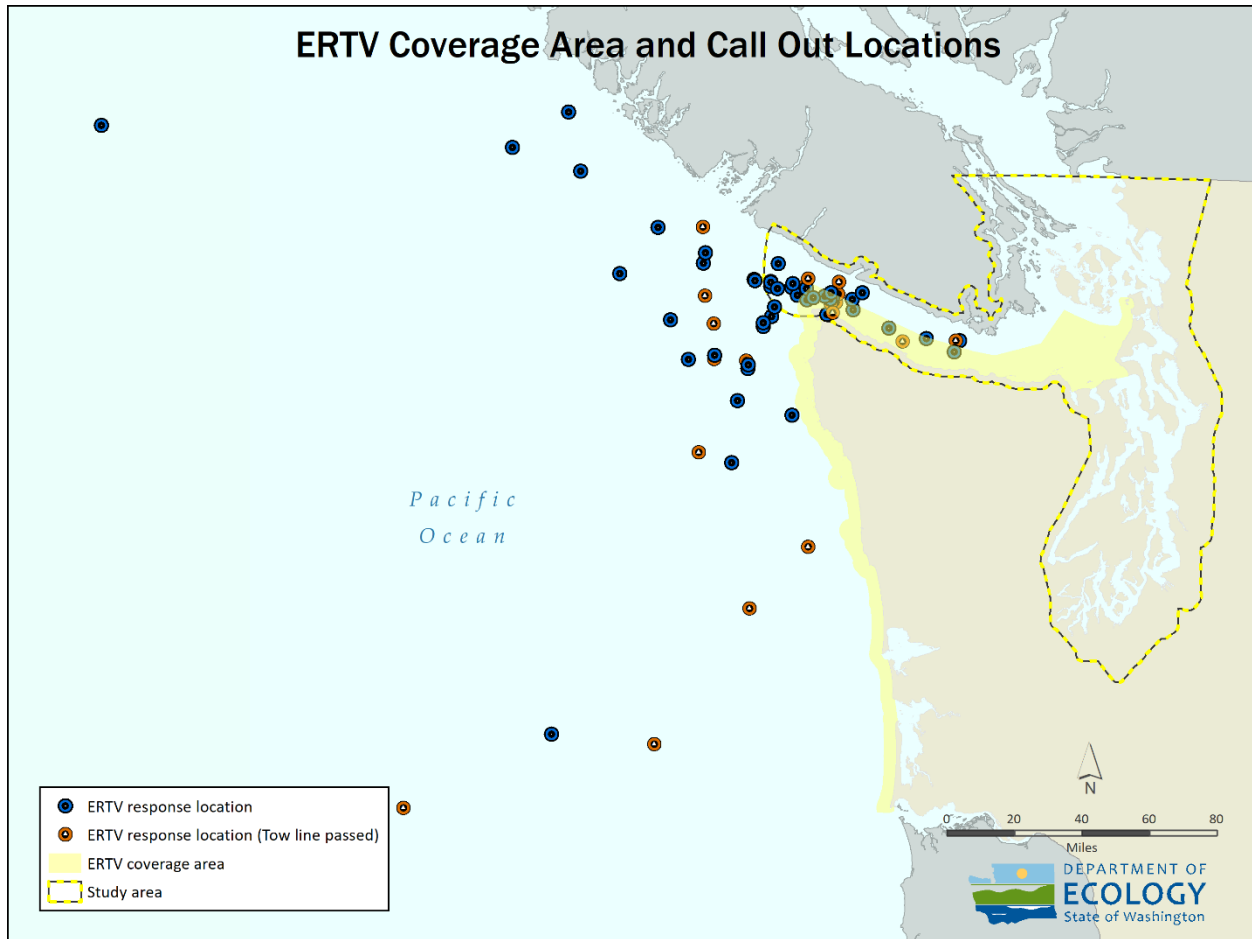 ERTV Coverage Area and Call Out Locations
Pacific
Ocean
ERTV response location
ERTV response location (Tow line passed)
ERTV coverage area
Study area
N
0 20 40 60 80
Miles
DEPARTMENT OF
ECOLOGY
State of Washington